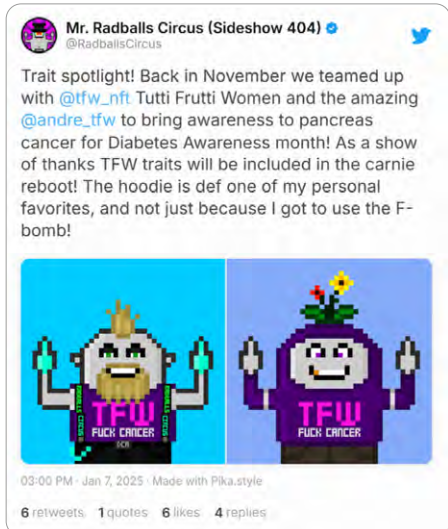 Mr. Radballs Circus (Sideshow 404)
@RadballsCircus
Trait spotlight! Back in November we teamed up
with @tfw_nft Tutti Frutti Women and the amazing
@andre_tfw to bring awareness to pancreas
cancer for Diabetes Awareness month! As a show
of thanks TFW traits will be included in the carnie
reboot! The hoodie is def one of my personal
favorites, and not just because I got to use the F-
bomb!
TFW
FUCK CANCER
TFW
FUCK CANCER
03:00 PM · Jan 7, 2025 · Made with Pika.style
6 retweets 1 quotes 6 likes 4 replies